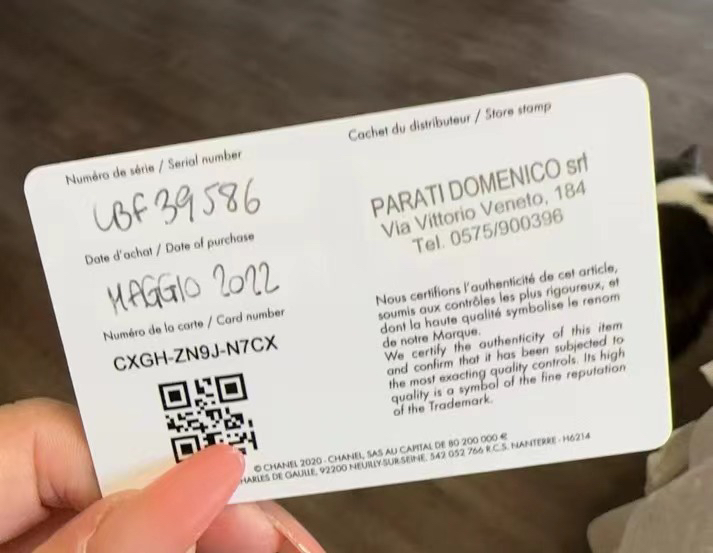 Numéro de série / Serial number
UBF39586
Date d'achat / Date of purchase
MAGGIO 2022
Numéro de la carte / Card number
CXGH-ZN9J-N7CX
Cachet du distributeur / Store stamp
PARATI DOMENICO srl
Via Vittorio Veneto, 184
Tel. 0575/900396
Nous certifions l'authenticité de cet article,
soumis aux contrôles les plus rigoureux, et
dont la haute qualité symbolise le renom
de notre Marque.
We certify the authenticity of this item
and confirm that it has been subjected to
the most exacting quality controls. Its high
quality is a symbol of the fine reputation
of the Trademark.
© CHANEL 2020 - CHANEL, SAS AU CAPITAL DE 80 200 000 €
DE GAULLE, 92200 NEUILLY-SUR-SEINE. 542 052 766 R.C.S. NANTERRE - H6214